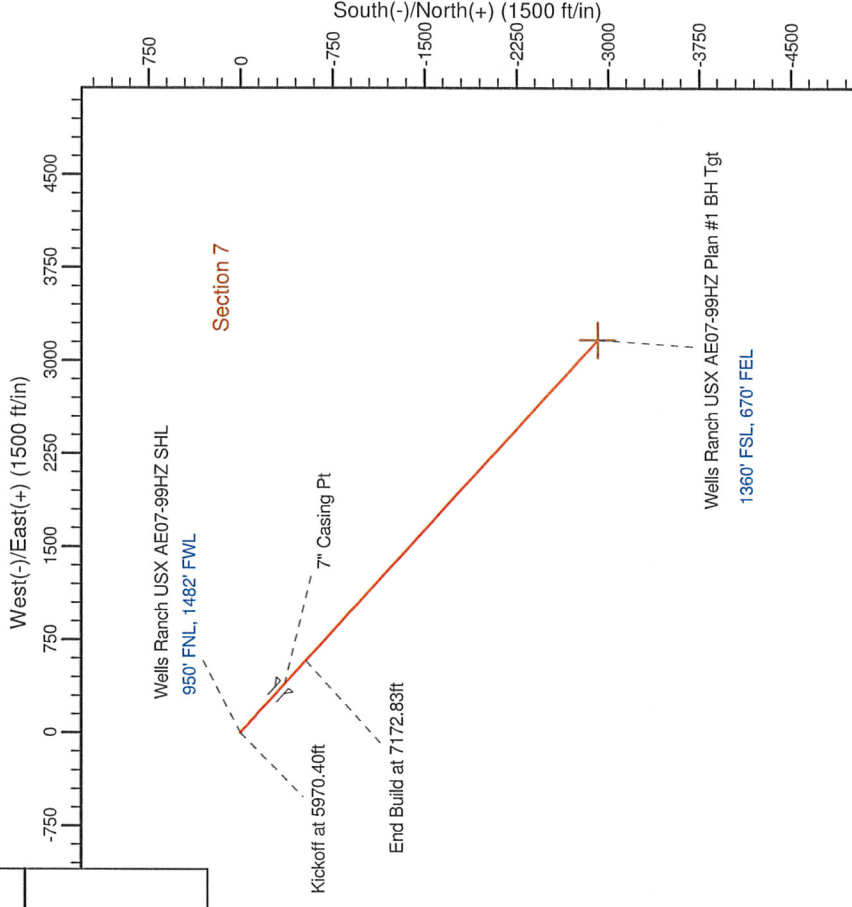 South(-)/North(+) (1500 ft/in)
750
0
-750
-1500
-2250
-3000
-3750
-4500
West(-)/East(+) (1500 ft/in)
-750
0
750
1500
2250
3000
3750
4500
Section 7
Wells Ranch USX AE07-99HZ SHL
950' FNL, 1482' FWL
7" Casing Pt
Kickoff at 5970.40ft
End Build at 7172.83ft
Wells Ranch USX AE07-99HZ Plan #1 BH Tgt
1360' FSL, 670' FEL